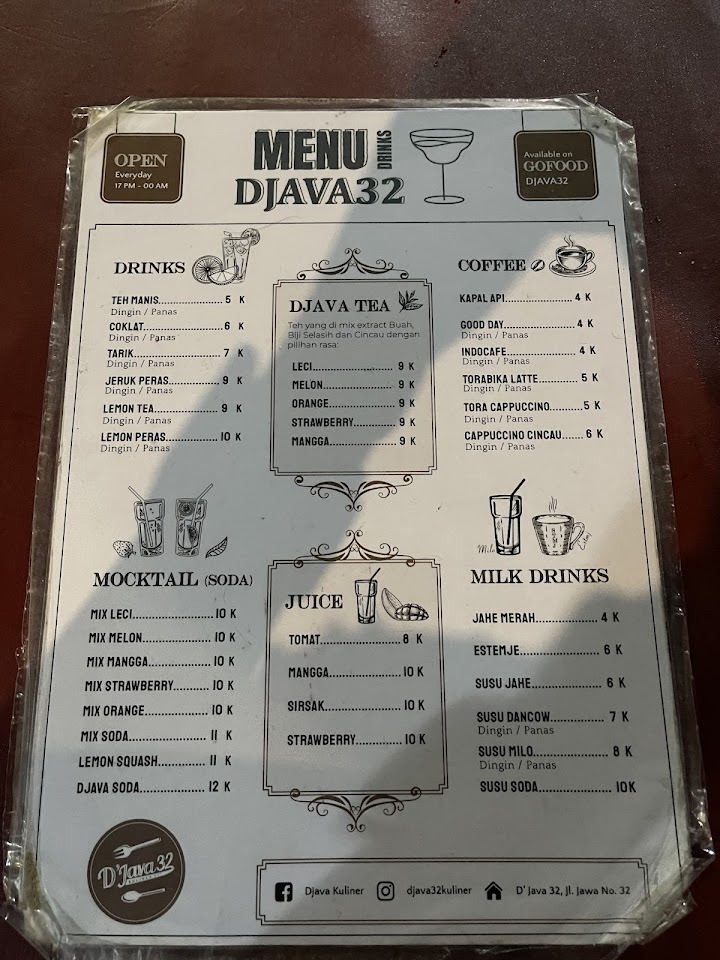 OPEN
Everyday
17 PM - 00 AM
MENU
DRINKS
DJAVA32
Available on
GOFOOD
DJAVA32
DRINKS
TEH MANIS.................... 5 K
Dingin / Panas
COKLAT......................... 6 K
Dingin / Panas
TARIK............................ 7 K
Dingin / Panas
JERUK PERAS................ 9 K
Dingin / Panas
LEMON TEA.................... 9 K
Dingin / Panas
LEMON PERAS................ 10 K
Dingin / Panas
DJAVA TEA
Teh yang di mix extract Buah,
Biji Selasih dan Cincau dengan
pilihan rasa:
LECI............................ 9 K
MELON........................ 9 K
ORANGE...................... 9 K
STRAWBERRY.............. 9 K
MANGGA..................... 9 K
COFFEE
KAPAL API..................... 4 K
GOOD DAY..................... 4 K
Dingin / Panas
INDOCAFE...................... 4 K
Dingin / Panas
TORABIKA LATTE............ 5 K
Dingin / Panas
TORA CAPPUCCINO.......... 5 K
Dingin / Panas
CAPPUCCINO CINCAU....... 6 K
Dingin / Panas
MOCKTAIL (SODA)
MIX LECI........................ 10 K
MIX MELON.................... 10 K
MIX MANGGA.................. 10 K
MIX STRAWBERRY........... 10 K
MIX ORANGE................... 10 K
MIX SODA....................... 11 K
LEMON SQUASH............... 11 K
DJAVA SODA.................... 12 K
JUICE
TOMAT.......................... 8 K
MANGGA....................... 10 K
SIRSAK......................... 10 K
STRAWBERRY.............. 10 K
MILK DRINKS
JAHE MERAH................... 4 K
ESTEMJE........................ 6 K
SUSU JAHE..................... 6 K
SUSU DANCOW................ 7 K
Dingin / Panas
SUSU MILO...................... 8 K
Dingin / Panas
SUSU SODA..................... 10K
D'Java 32
Djava Kuliner
djava32kuliner
D' Java 32, Jl. Jawa No. 32